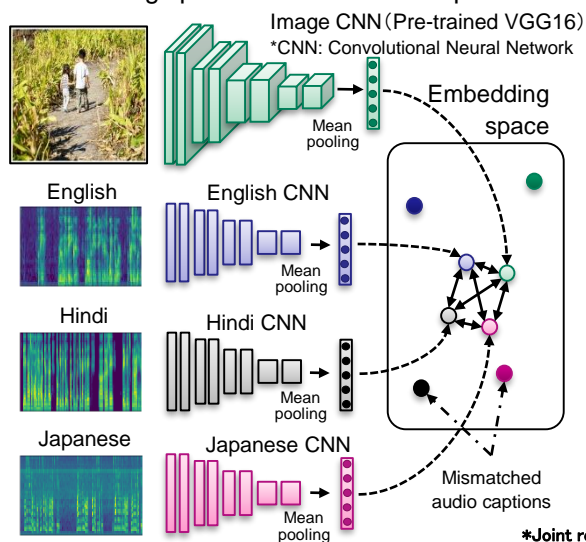 Image CNN(Pre-trained VGG16)
*CNN: Convolutional Neural Network
Mean
pooling
Embedding
space
English
English CNN
Mean
pooling
Hindi
Hindi CNN
Mean
pooling
Japanese
Japanese CNN
Mean
pooling
Mismatched
audio captions
*Joint